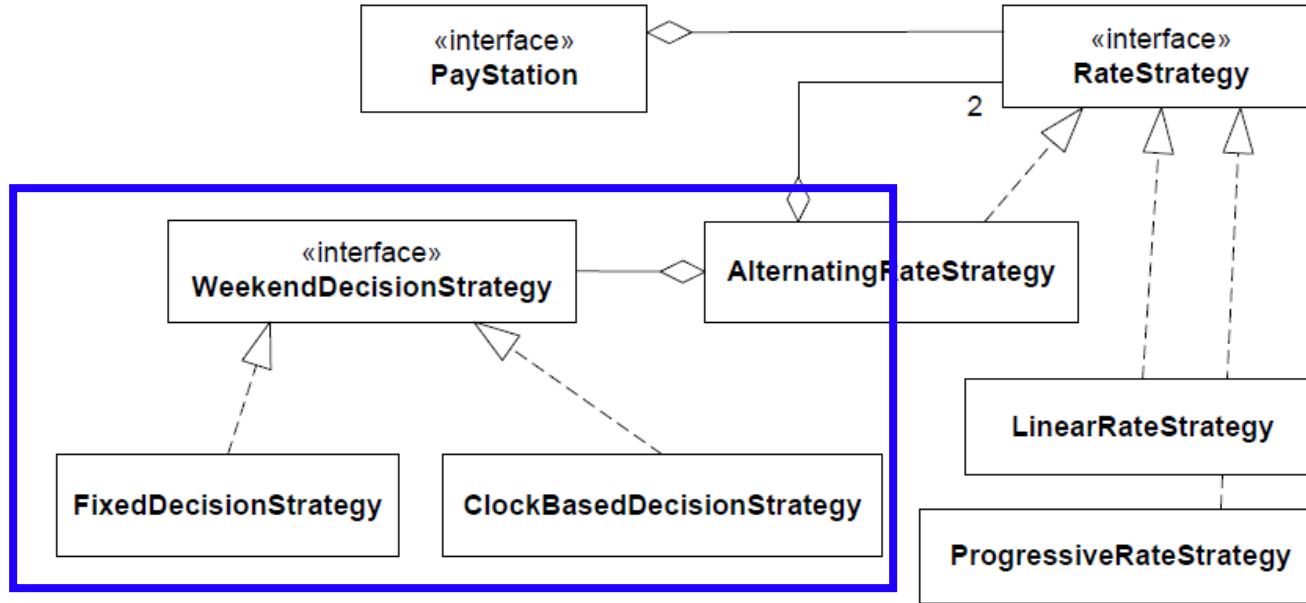 «interface»
PayStation
«interface»
RateStrategy
2
«interface»
WeekendDecisionStrategy
AlternatingRateStrategy
LinearRateStrategy
FixedDecisionStrategy
ClockBasedDecisionStrategy
ProgressiveRateStrategy